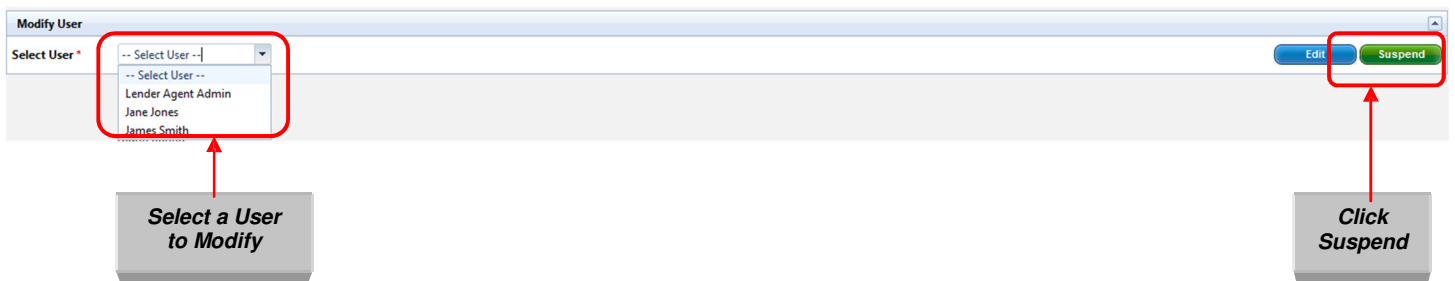 Modify User
Select User *
-- Select User --
Edit
Suspend
-- Select User --
Lender Agent Admin
Jane Jones
James Smith
Select a User
to Modify
Click
Suspend